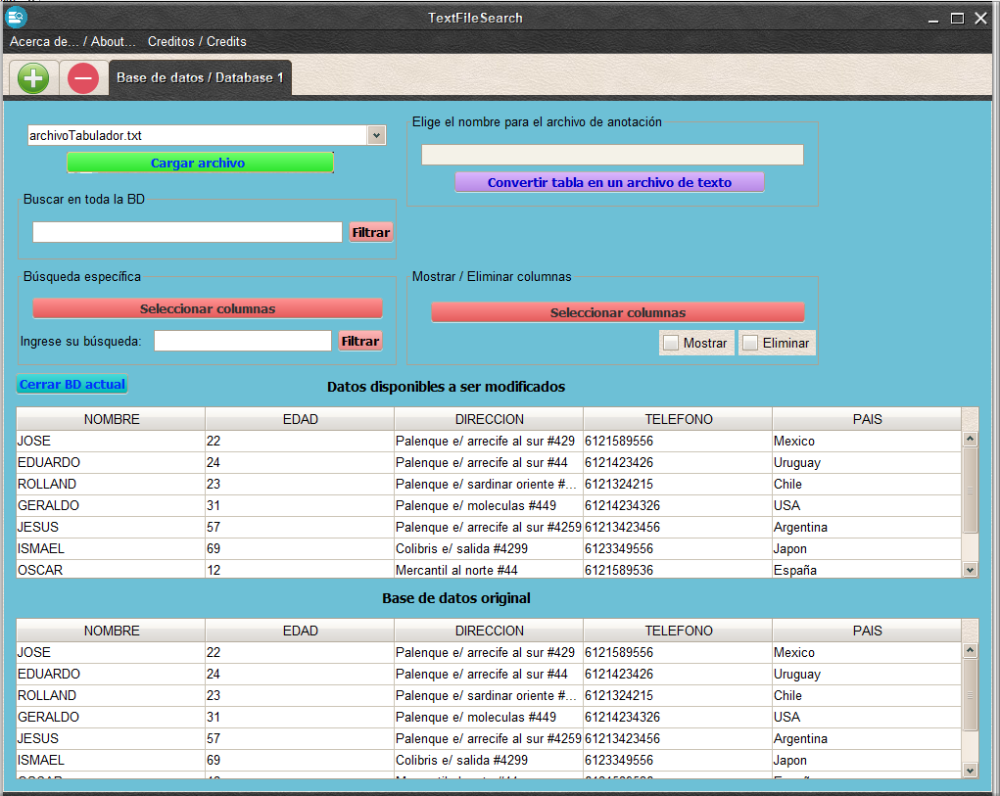 TextFileSearch
Acerca de... / About... Creditos / Credits
Base de datos / Database 1
archivoTabulador.txt
Cargar archivo
Elige el nombre para el archivo de anotación
Convertir tabla en un archivo de texto
Buscar en toda la BD
Filtrar
Búsqueda específica
Seleccionar columnas
Ingrese su búsqueda:
Filtrar
Mostrar / Eliminar columnas
Seleccionar columnas
Mostrar
Eliminar
Cerrar BD actual
Datos disponibles a ser modificados
NOMBRE EDAD DIRECCION TELEFONO PAIS
JOSE 22 Palenque e/ arrecife al sur #429 6121589556 Mexico
EDUARDO 24 Palenque e/ arrecife al sur #44 6121423426 Uruguay
ROLLAND 23 Palenque e/ sardinar oriente #... 6121324215 Chile
GERALDO 31 Palenque e/ moleculas #449 61214234326 USA
JESUS 57 Palenque e/ arrecife al sur #4259 61213423456 Argentina
ISMAEL 69 Colibris e/ salida #4299 6123349556 Japon
OSCAR 12 Mercantil al norte #44 6121589536 España
Base de datos original
NOMBRE EDAD DIRECCION TELEFONO PAIS
JOSE 22 Palenque e/ arrecife al sur #429 6121589556 Mexico
EDUARDO 24 Palenque e/ arrecife al sur #44 6121423426 Uruguay
ROLLAND 23 Palenque e/ sardinar oriente #... 6121324215 Chile
GERALDO 31 Palenque e/ moleculas #449 61214234326 USA
JESUS 57 Palenque e/ arrecife al sur #4259 61213423456 Argentina
ISMAEL 69 Colibris e/ salida #4299 6123349556 Japon